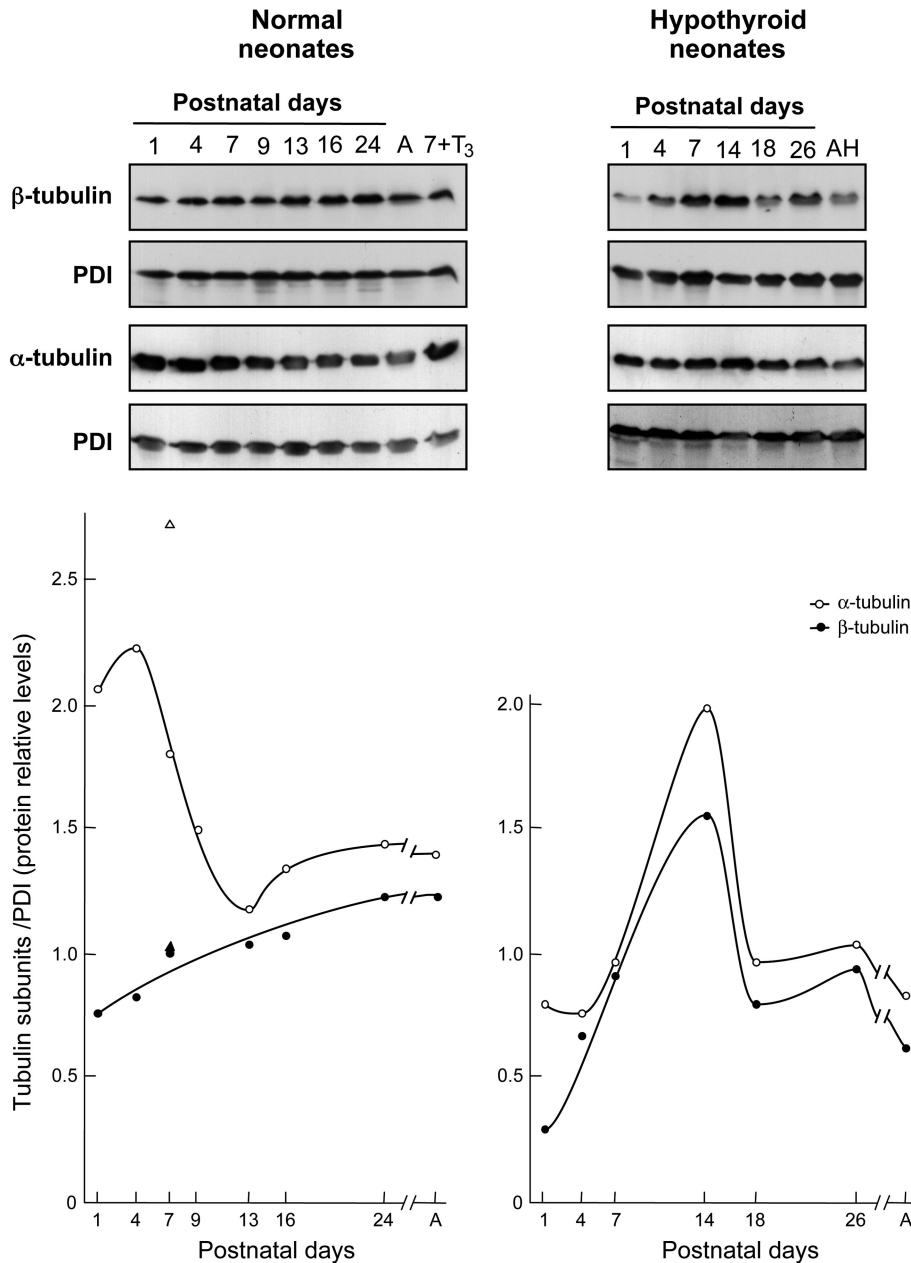 Normal
neonates
Postnatal days
1 4 7 9 13 16 24 A 7+T3
β-tubulin
PDI
α-tubulin
PDI
Hypothyroid
neonates
Postnatal days
1 4 7 14 18 26 AH
Tubulin subunits /PDI (protein relative levels)
2.5
2.0
1.5
1.0
0.5
0
1 4 7 9 13 16 24 A
Postnatal days
α-tubulin
β-tubulin
2.0
1.5
1.0
0.5
0
1 4 7 14 18 26 A
Postnatal days